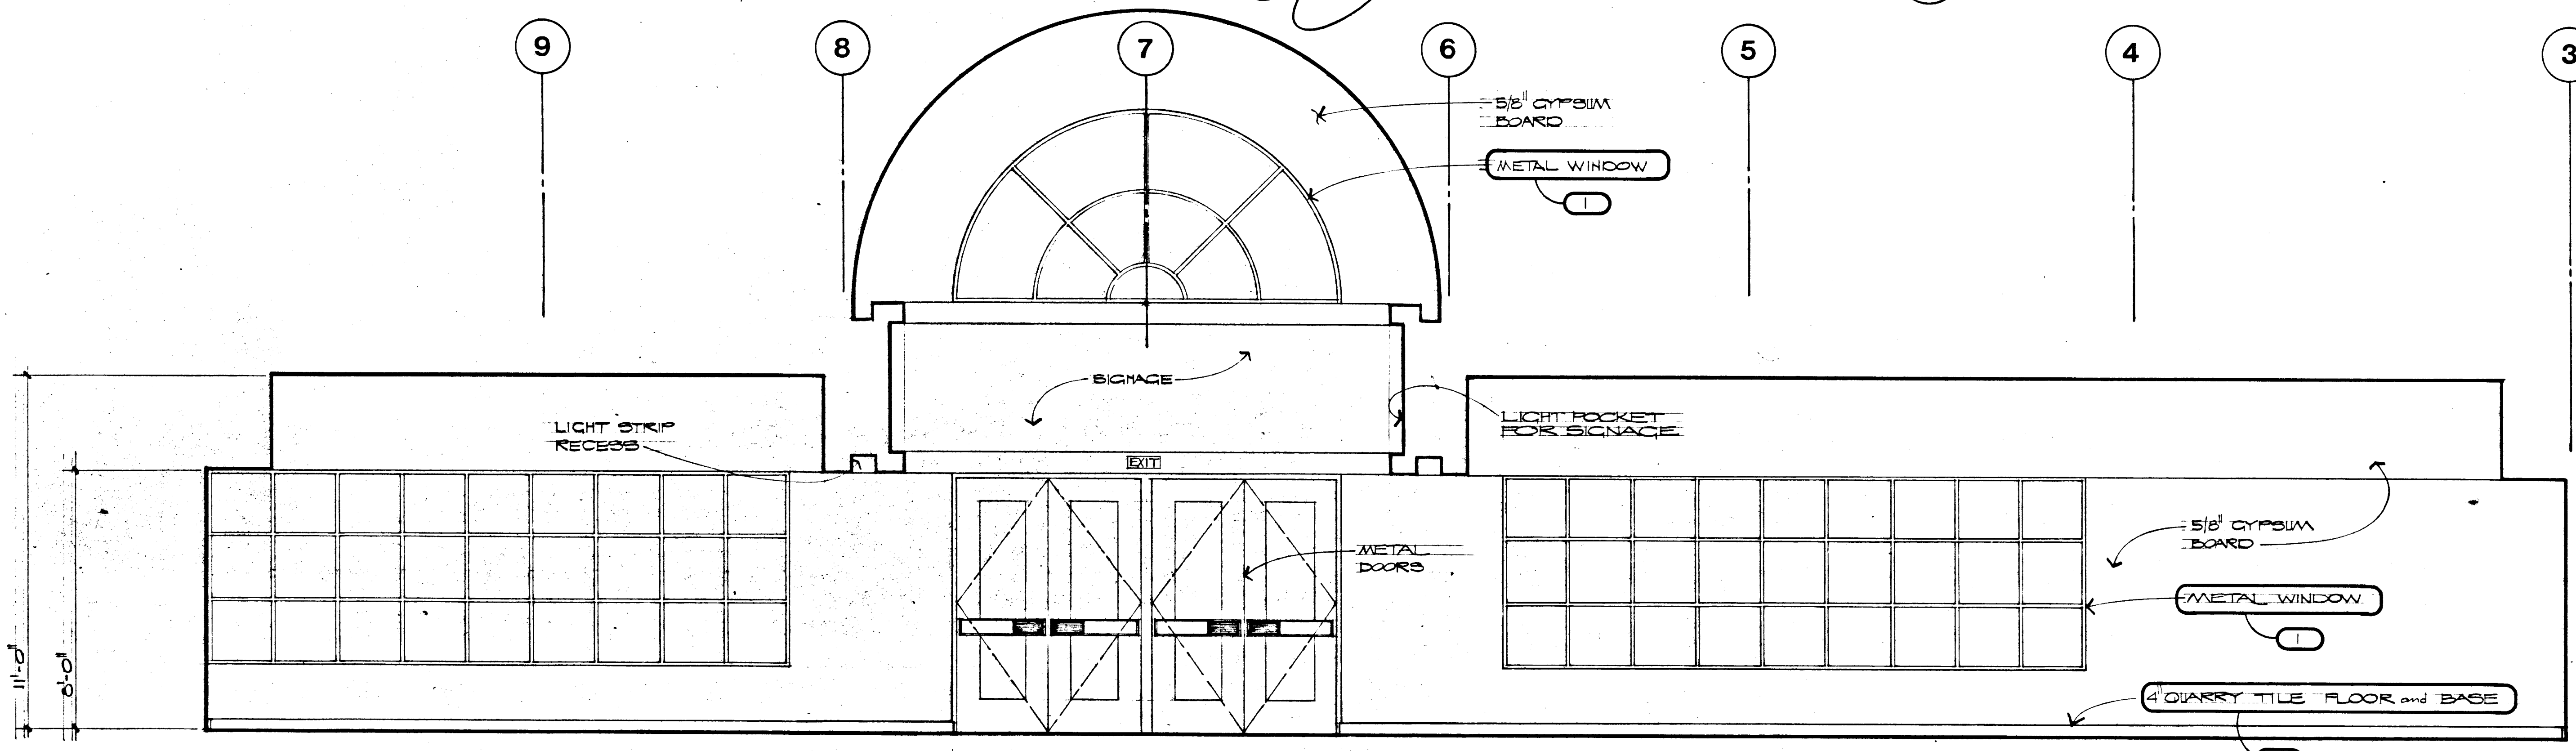 9
8
7
6
5
4
3
5/8" GYPSUM
BOARD
METAL WINDOW
1
SIGNAGE
LIGHT STRIP
RECESS
LIGHT POCKET
FOR SIGNAGE
EXIT
METAL
DOORS
5/8" GYPSUM
BOARD
METAL WINDOW
1
4" QUARRY TILE FLOOR and BASE
11'-0"
8'-0"